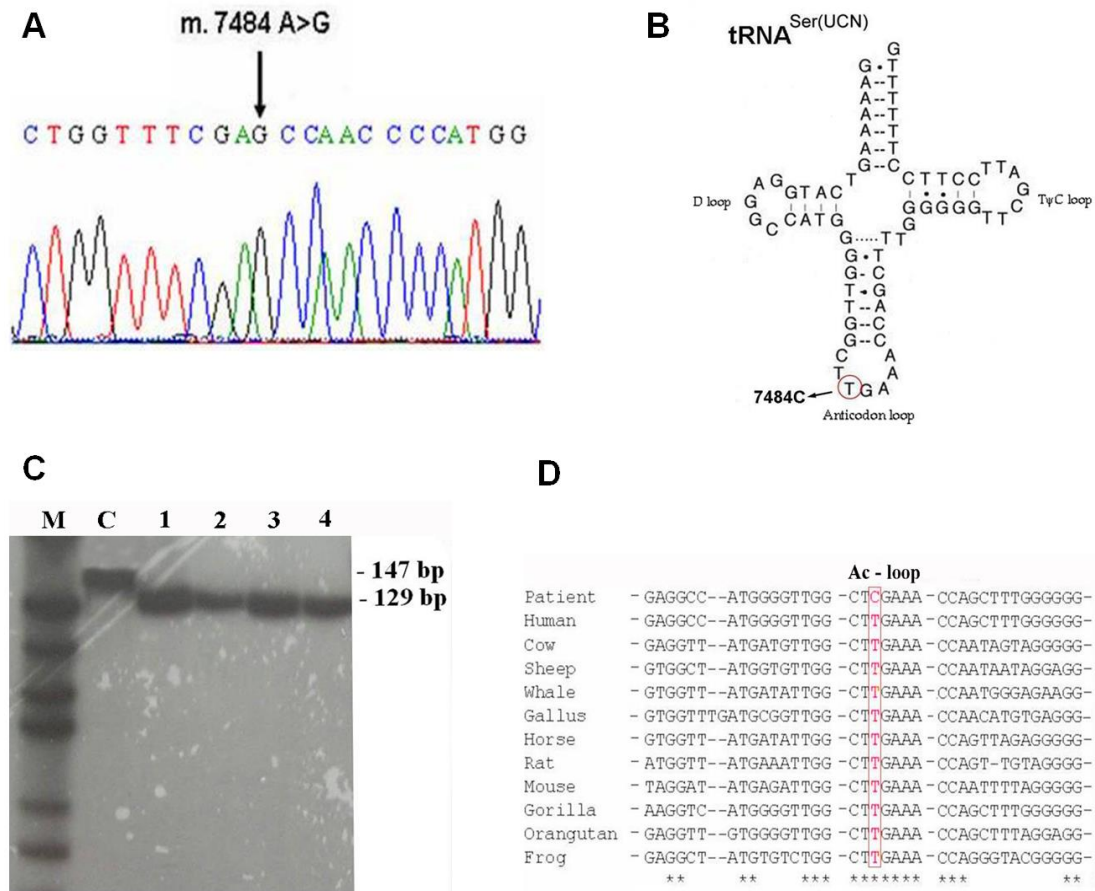 A
m. 7484 A>G
C T G G T T T C G A G C C A A C C C C A T G G
B
tRNA Ser(UCN)
G
G T
A T
A T
A T
A T
A T
G C
D loop
TψC loop
7484C
Anticodon loop
C
M C 1 2 3 4
- 147 bp
- 129 bp
D
Ac - loop
Patient -GAGGCC--ATGGGGTTGG -CTCGAAA -CCAGCTTTGGGGGG-
Human -GAGGCC--ATGGGGTTGG -CTTGAAA -CCAGCTTTGGGGGG-
Cow -GAGGTT--ATGATGTTGG -CTTGAAA -CCAATAGTAGGGGG-
Sheep -GTGGCT--ATGGTGTTGG -CTTGAAA -CCAATAATAGGAGG-
Whale -GTGGTT--ATGATATTGG -CTTGAAA -CCAATGGGAGAAGG-
Gallus -GTGGTTTGATGCGGTTGG -CTTGAAA -CCAACATGTGAGGG-
Horse -GTGGTT--ATGATATTGG -CTTGAAA -CCAGTTAGAGGGGG-
Rat -ATGGTT--ATGAAATTGG -CTTGAAA -CCAGT-TGTAGGGG-
Mouse -TAGGAT--ATGAGATTGG -CTTGAAA -CCAATTTTAGGGGG-
Gorilla -AAGGTC--ATGGGGTTGG -CTTGAAA -CCAGCTTTGGGGGG-
Orangutan -GAGGTT--GTGGGGTTGG -CTTGAAA -CCAGCTTTAGGAGG-
Frog -GAGGCT--ATGTGTCTGG -CTTGAAA -CCAGGGTACGGGGG-
** ** *** ******* *** **